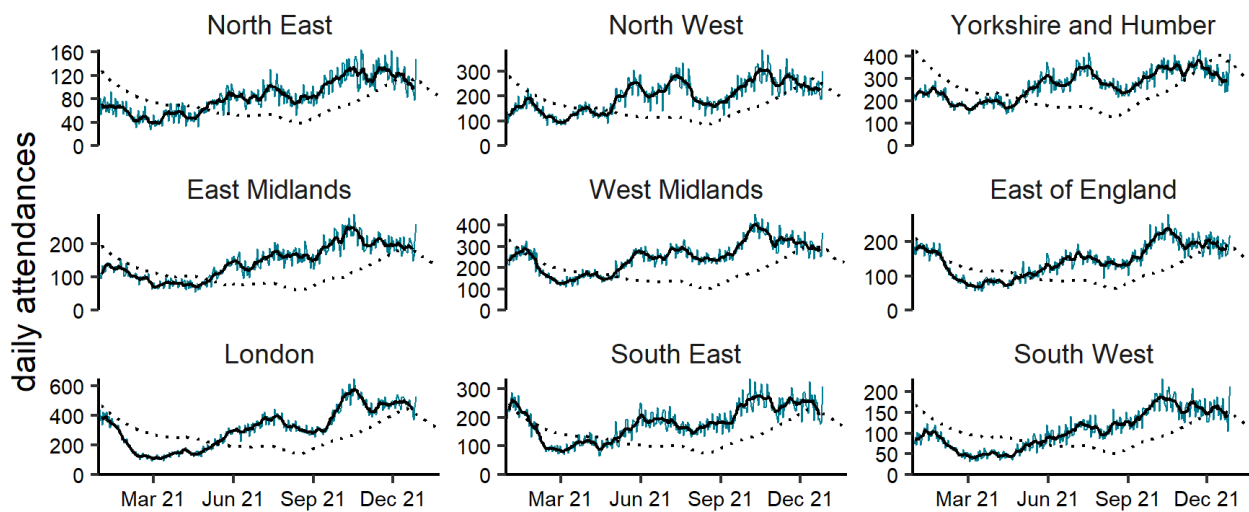 daily attendances
North East
160
120
80
40
0
North West
300
200
100
0
Yorkshire and Humber
400
300
200
100
0
East Midlands
200
100
0
West Midlands
400
300
200
100
0
East of England
200
100
0
London
600
400
200
0
Mar 21 Jun 21 Sep 21 Dec 21
South East
300
200
100
0
Mar 21 Jun 21 Sep 21 Dec 21
South West
200
150
100
50
0
Mar 21 Jun 21 Sep 21 Dec 21